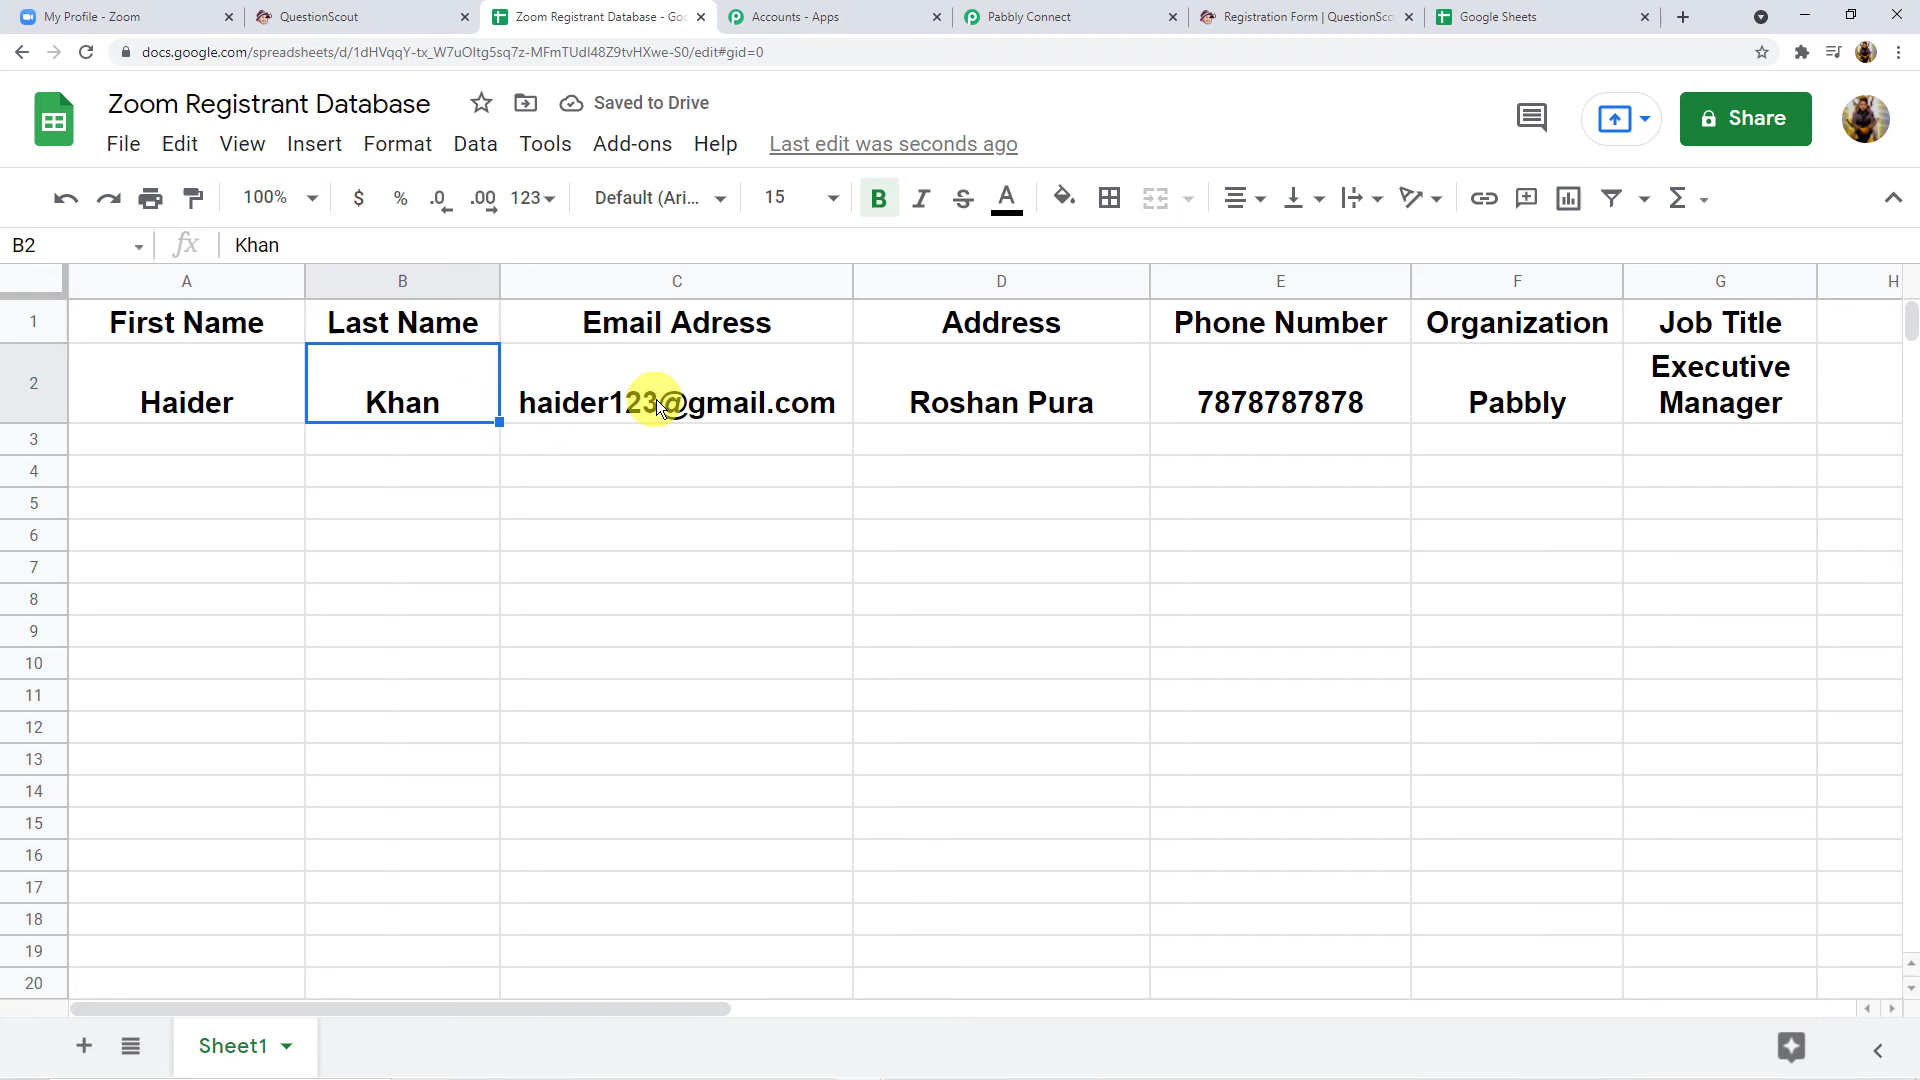 My Profile - Zoom
QuestionScout
Zoom Registrant Database - Goo
Accounts - Apps
Pabbly Connect
Registration Form | QuestionSco
Google Sheets
docs.google.com/spreadsheets/d/1dHVqqY-tx_W7uOltg5sq7z-MFmTUdl48Z9tvHXwe-S0/edit#gid=0
Zoom Registrant Database
Saved to Drive
Share
File Edit View Insert Format Data Tools Add-ons Help Last edit was seconds ago
100% $ % .0 .00 123 Default (Ari... 15 B I S A Σ
B2 fx Khan
A B C D E F G H
1 First Name Last Name Email Adress Address Phone Number Organization Job Title
2 Haider Khan haider123@gmail.com Roshan Pura 7878787878 Pabbly Executive Manager
3
4
5
6
7
8
9
10
11
12
13
14
15
16
17
18
19
20
Sheet1